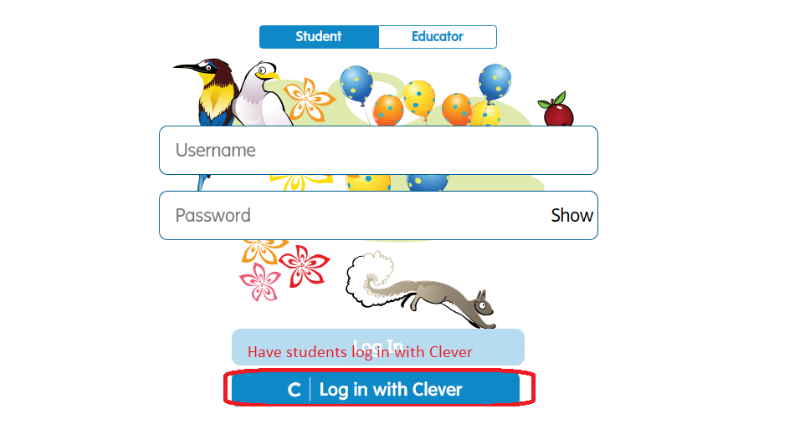 Student Educator
Username
Password Show
Log In
Have students log in with Clever
C Log in with Clever